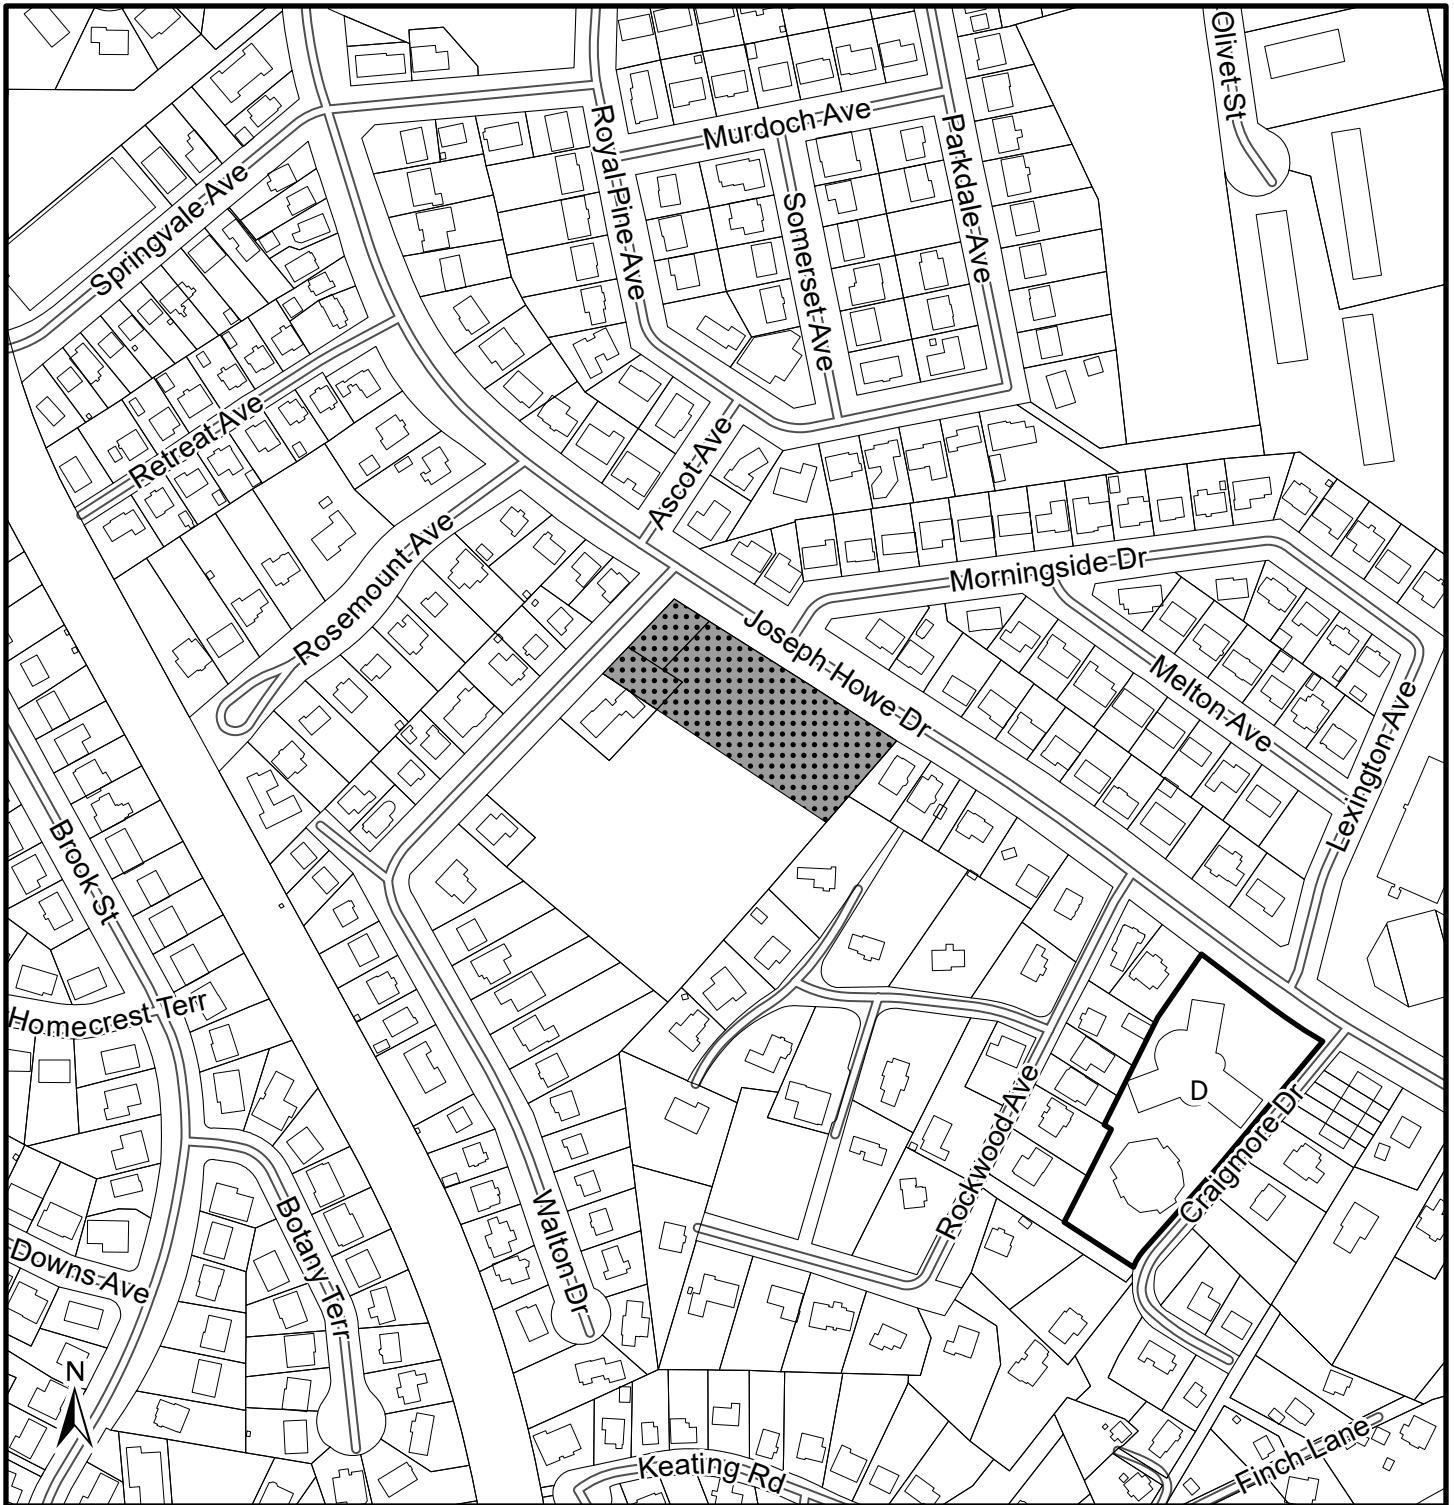 Olivet St
Murdoch Ave
Royal Pine Ave
Parkdale Ave
Springvale Ave
Somerset Ave
Retreat Ave
Ascot Ave
Rosemount Ave
Morningside Dr
Joseph Howe Dr
Melton Ave
Lexington Ave
Brook St
Homecrest Terr
D
Rockwood Ave
Craigmore Dr
Walton Dr
Botany Terr
Downs Ave
N
Keating Rd
Finch Lane